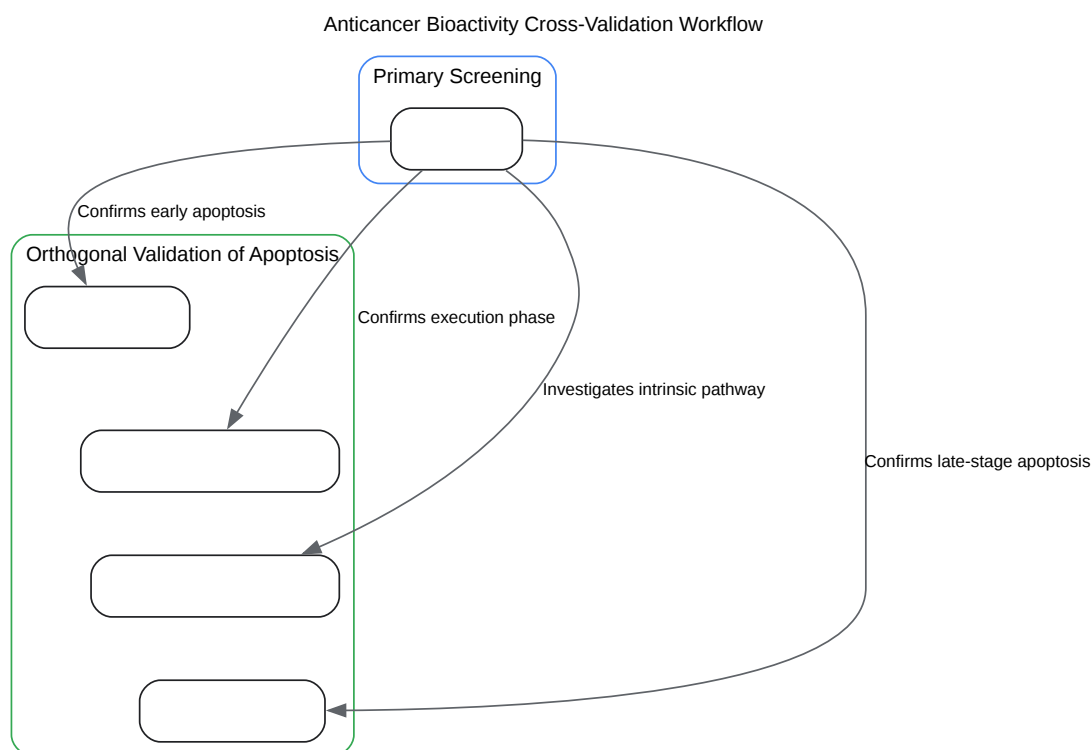 Anticancer Bioactivity Cross-Validation Workflow
Primary Screening
Confirms early apoptosis
Orthogonal Validation of Apoptosis
Confirms execution phase
Investigates intrinsic pathway
Confirms late-stage apoptosis